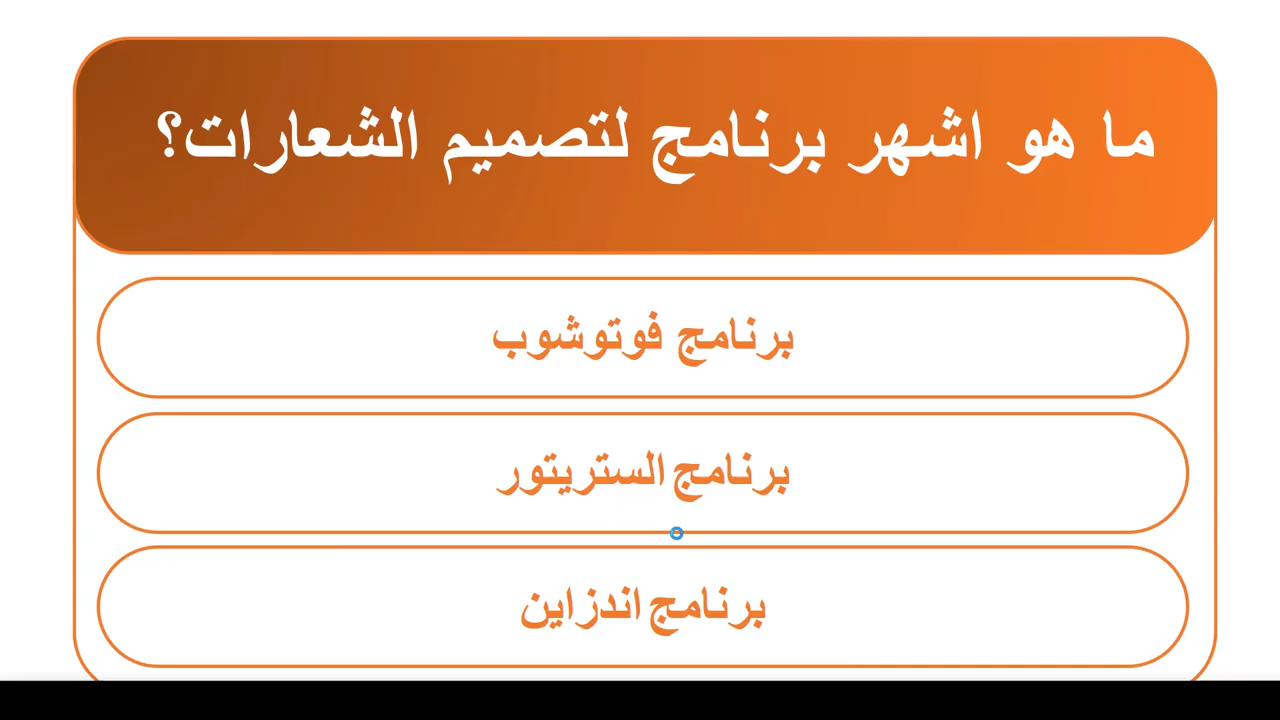 ما هو اشهر برنامج لتصميم الشعارات؟
برنامج فوتوشوب
برنامج الستريتور
برنامج اندزاين